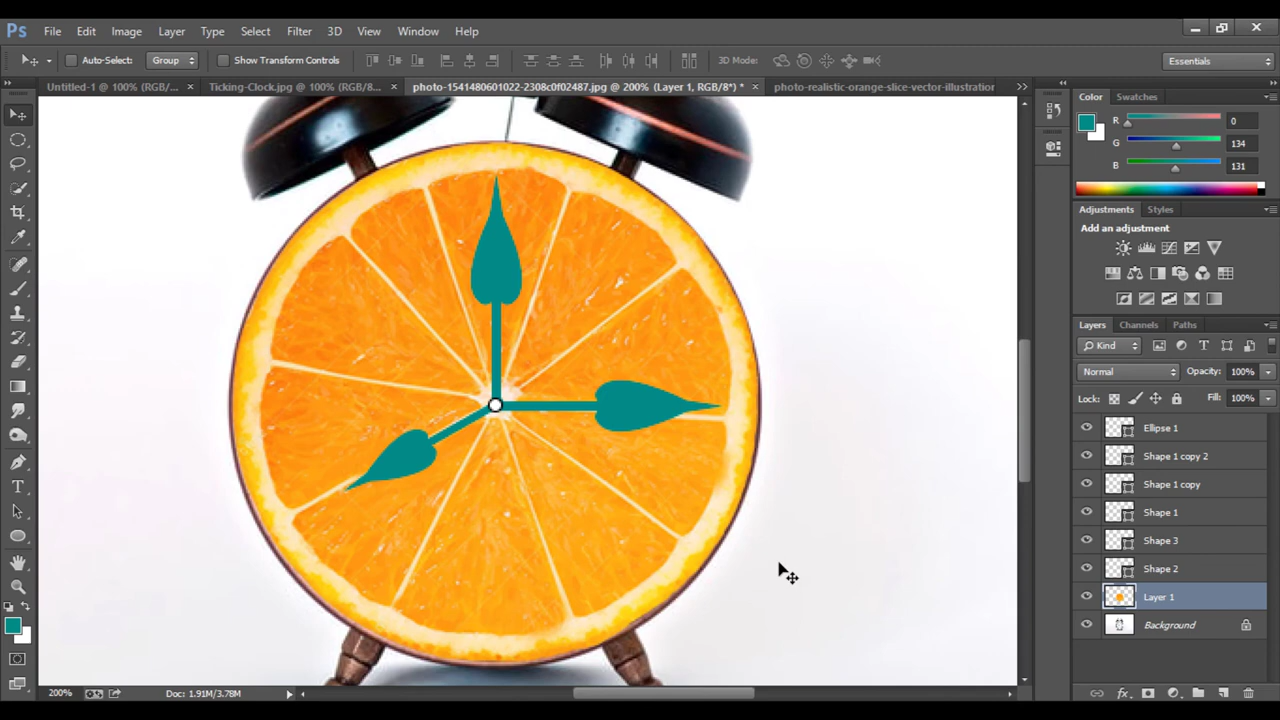 Ps File Edit Image Layer Type Select Filter 3D View Window Help
Auto-Select: Group Show Transform Controls 3D Mode: Essentials
Untitled-1 @ 100% (RGB/... × Ticking-Clock.jpg @ 100% (RGB/8... × photo-1541480601022-2308c0f02487.jpg @ 200% (Layer 1, RGB/8*) * × photo-realistic-orange-slice-vector-illustration
Color Swatches
R 0
G 134
B 131
Adjustments Styles
Add an adjustment
Layers Channels Paths
Kind
Normal Opacity: 100%
Lock: Fill: 100%
Ellipse 1
Shape 1 copy 2
Shape 1 copy
Shape 1
Shape 3
Shape 2
Layer 1
Background
200% Doc: 1.91M/3.78M